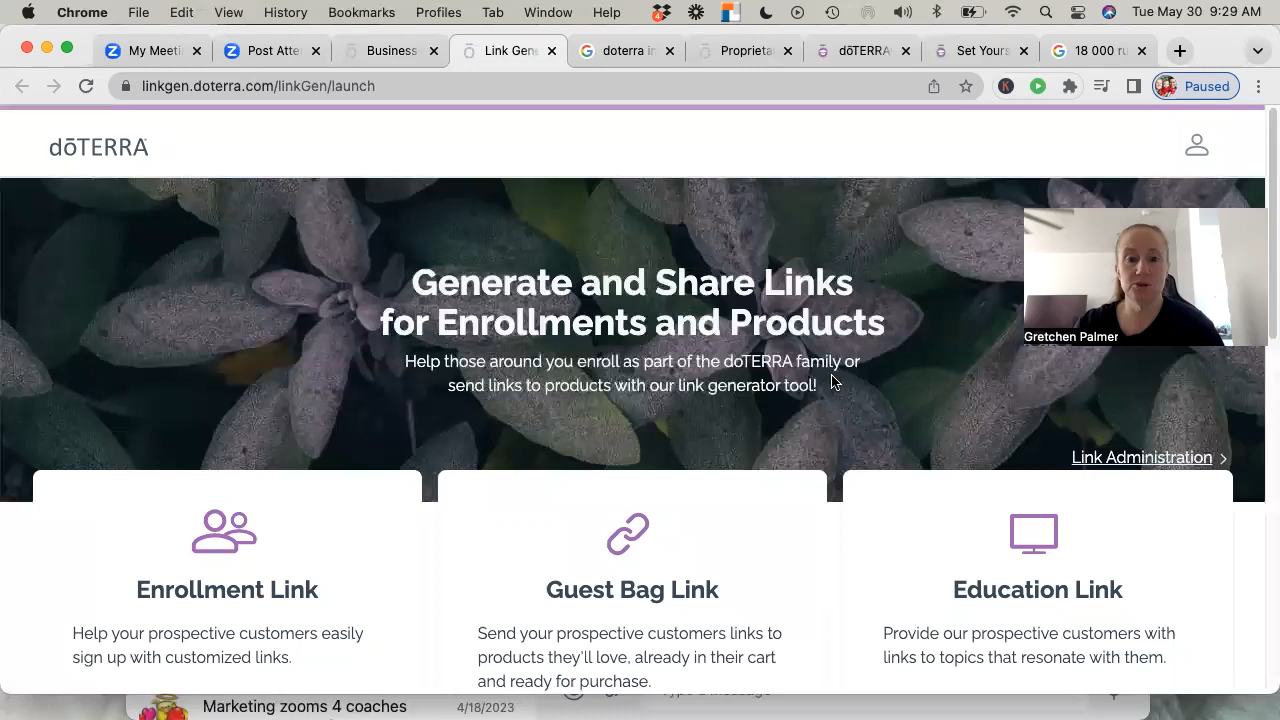 Chrome File Edit View History Bookmarks Profiles Tab Window Help 4 Tue May 30 9:29 AM
My Meeti Post Atte Business Link Gene doterra in Proprieta dōTERRA Set Yours 18 000 ru
linkgen.doterra.com/linkGen/launch K Paused
dōTERRA
Generate and Share Links
for Enrollments and Products
Help those around you enroll as part of the doTERRA family or
send links to products with our link generator tool!
Gretchen Palmer
Link Administration
Enrollment Link
Help your prospective customers easily
sign up with customized links.
Guest Bag Link
Send your prospective customers links to
products they'll love, already in their cart
and ready for purchase.
Education Link
Provide our prospective customers with
links to topics that resonate with them.
Marketing zooms 4 coaches 4/18/2023